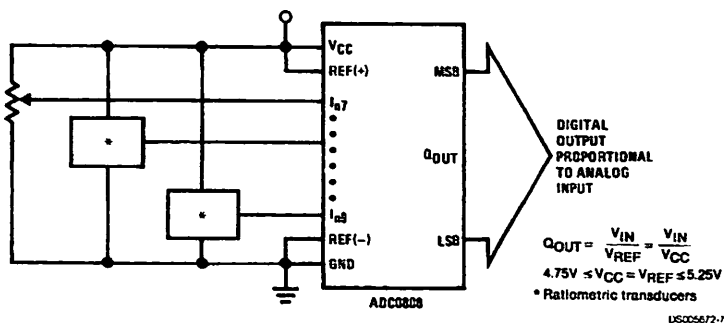 VCC
REF(+)
In7
*
*
In0
REF(−)
GND
MSB
QOUT
LSB
ADC0808
DIGITAL
OUTPUT
PROPORTIONAL
TO ANALOG
INPUT
QOUT = VIN/VREF = VIN/VCC
4.75V ≤ VCC = VREF ≤ 5.25V
* Ratiometric transducers
DS005672-7